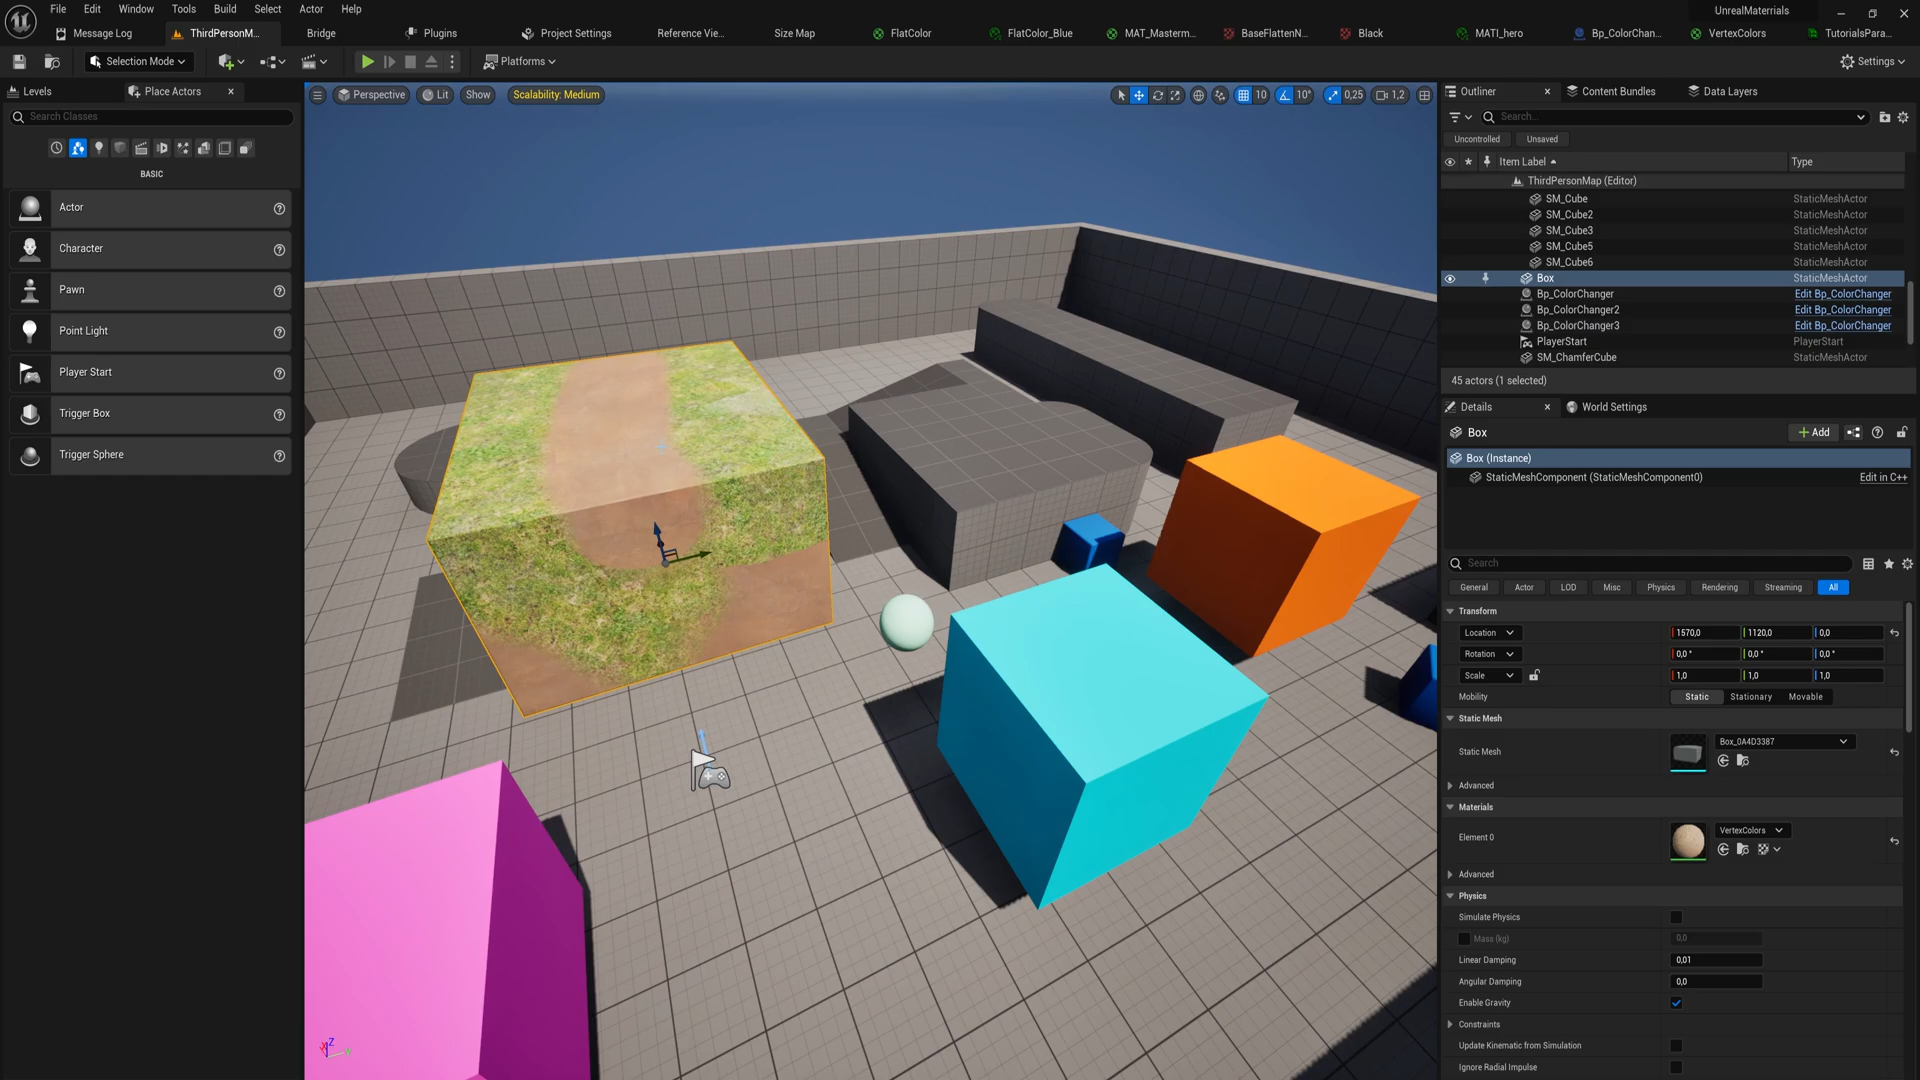 File Edit Window Tools Build Select Actor Help
UnrealMaterials
Message Log ThirdPersonM... Bridge Plugins Project Settings Reference Vie... Size Map FlatColor FlatColor_Blue MAT_Masterm... BaseFlattenN... Black MATI_hero Bp_ColorChan... VertexColors TutorialsPara...
Selection Mode Platforms Settings
Levels Place Actors
Search Classes
BASIC
Actor
Character
Pawn
Point Light
Player Start
Trigger Box
Trigger Sphere
Perspective Lit Show Scalability: Medium 10 10° 0,25 1,2
Z
Outliner Content Bundles Data Layers
Search...
Uncontrolled Unsaved
Item Label Type
ThirdPersonMap (Editor)
SM_Cube StaticMeshActor
SM_Cube2 StaticMeshActor
SM_Cube3 StaticMeshActor
SM_Cube5 StaticMeshActor
SM_Cube6 StaticMeshActor
Box StaticMeshActor
Bp_ColorChanger Edit Bp_ColorChanger
Bp_ColorChanger2 Edit Bp_ColorChanger
Bp_ColorChanger3 Edit Bp_ColorChanger
PlayerStart PlayerStart
SM_ChamferCube StaticMeshActor
45 actors (1 selected)
Details World Settings
Box Add
Box (Instance)
StaticMeshComponent (StaticMeshComponent0) Edit in C++
Search
General Actor LOD Misc Physics Rendering Streaming All
Transform
Location 1570,0 1120,0 0,0
Rotation 0,0 ° 0,0 ° 0,0 °
Scale 1,0 1,0 1,0
Mobility Static Stationary Movable
Static Mesh
Static Mesh Box_0A4D3387
Advanced
Materials
Element 0 VertexColors
Advanced
Physics
Simulate Physics
Mass (kg) 0,0
Linear Damping 0,01
Angular Damping 0,0
Enable Gravity
Constraints
Update Kinematic from Simulation
Ignore Radial Impulse